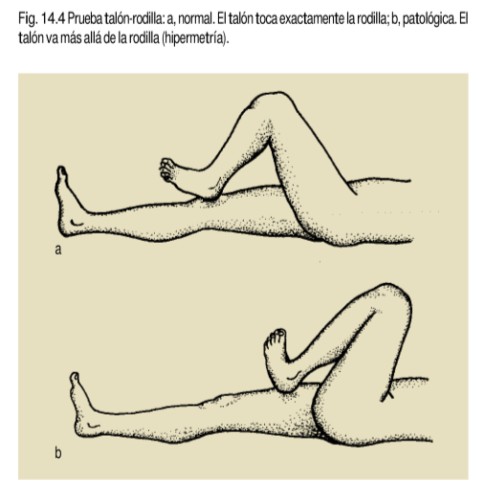 Fig. 14.4 Prueba talón-rodilla: a, normal. El talón toca exactamente la rodilla; b, patológica. El
talón va más allá de la rodilla (hipermetría).
a
b